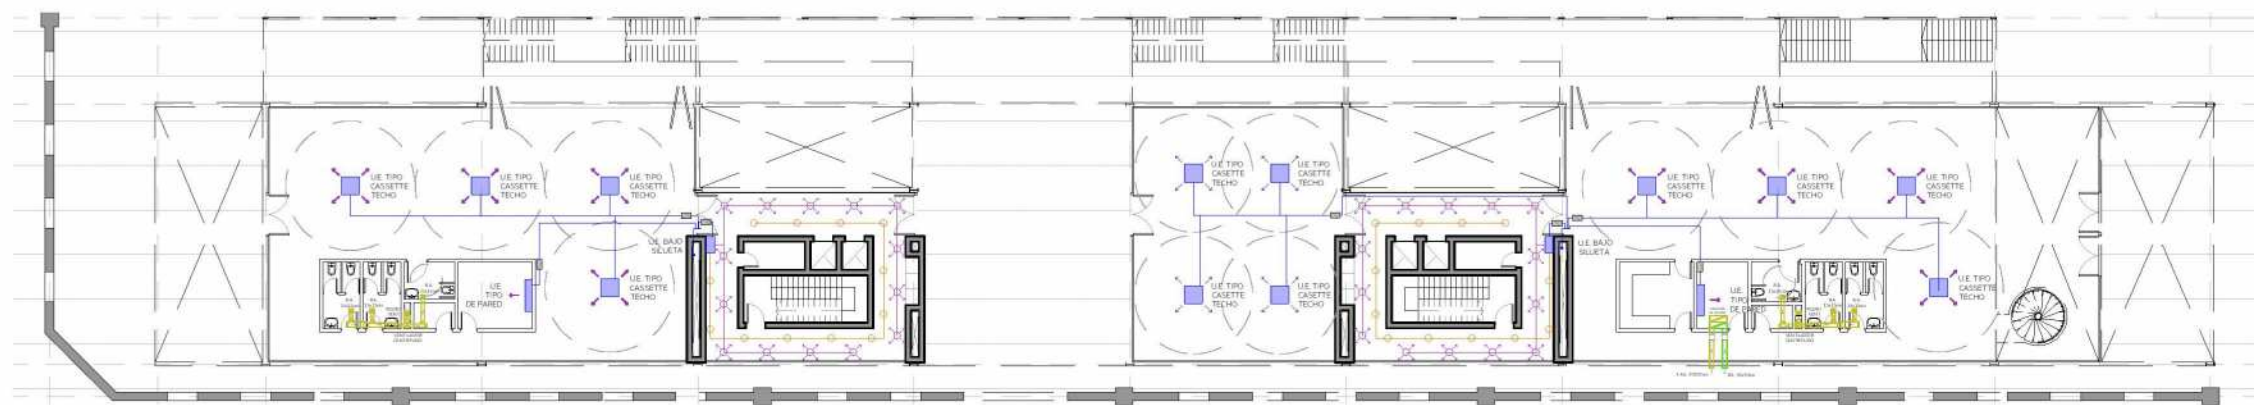 U.E. TIPO
CASSETTE
TECHO
U.E. TIPO
CASSETTE
TECHO
U.E. TIPO
CASSETTE
TECHO
U.E. BAJO
SILUETA
U.E.
TIPO
DE PARED
U.E. TIPO
CASSETTE
TECHO
U.E. TIPO
CASETTE
TECHO
U.E. TIPO
CASETTE
TECHO
U.E. TIPO
CASETTE
TECHO
U.E. TIPO
CASETTE
TECHO
U.E. TIPO
CASSETTE
TECHO
U.E. TIPO
CASSETTE
TECHO
U.E. TIPO
CASSETTE
TECHO
U.E. BAJO
SILUETA
U.E.
TIPO
DE PARED
U.E. TIPO
CASSETTE
TECHO